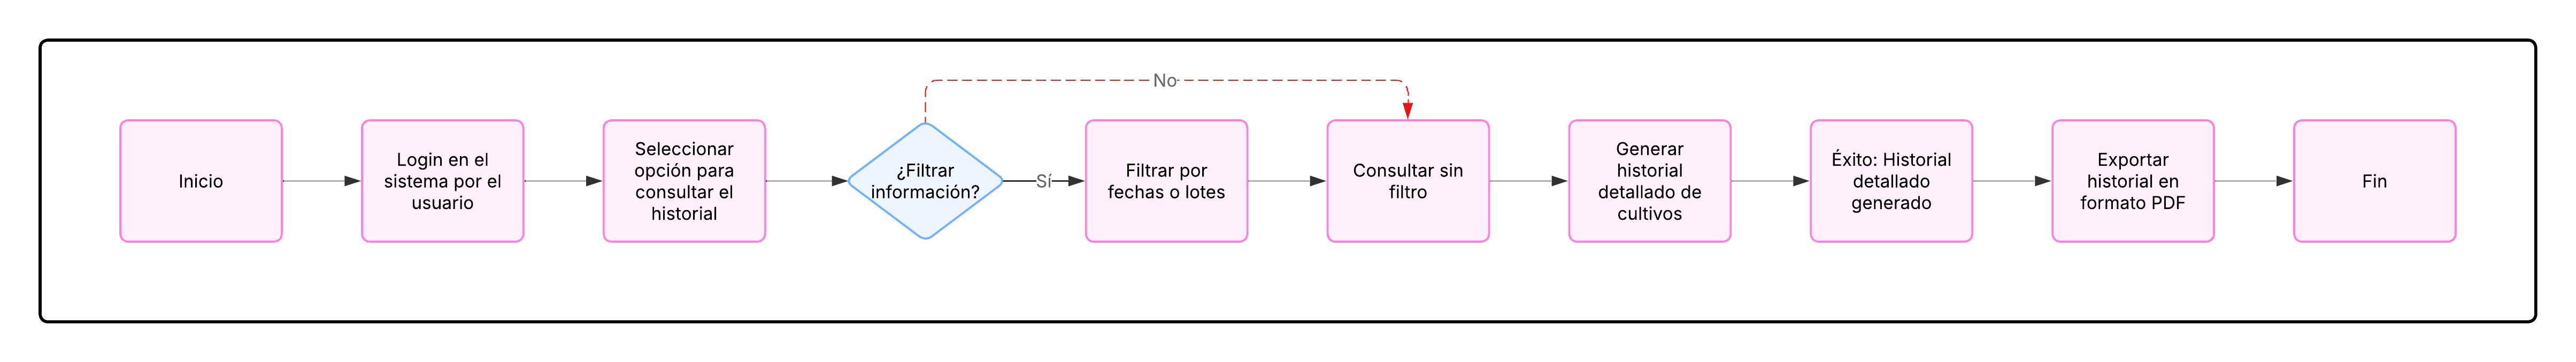 No
Inicio
Login en el
sistema por el
usuario
Seleccionar
opción para
consultar el
historial
¿Filtrar
información?
Sí
Filtrar por
fechas o lotes
Consultar sin
filtro
Generar
historial
detallado de
cultivos
Éxito: Historial
detallado
generado
Exportar
historial en
formato PDF
Fin